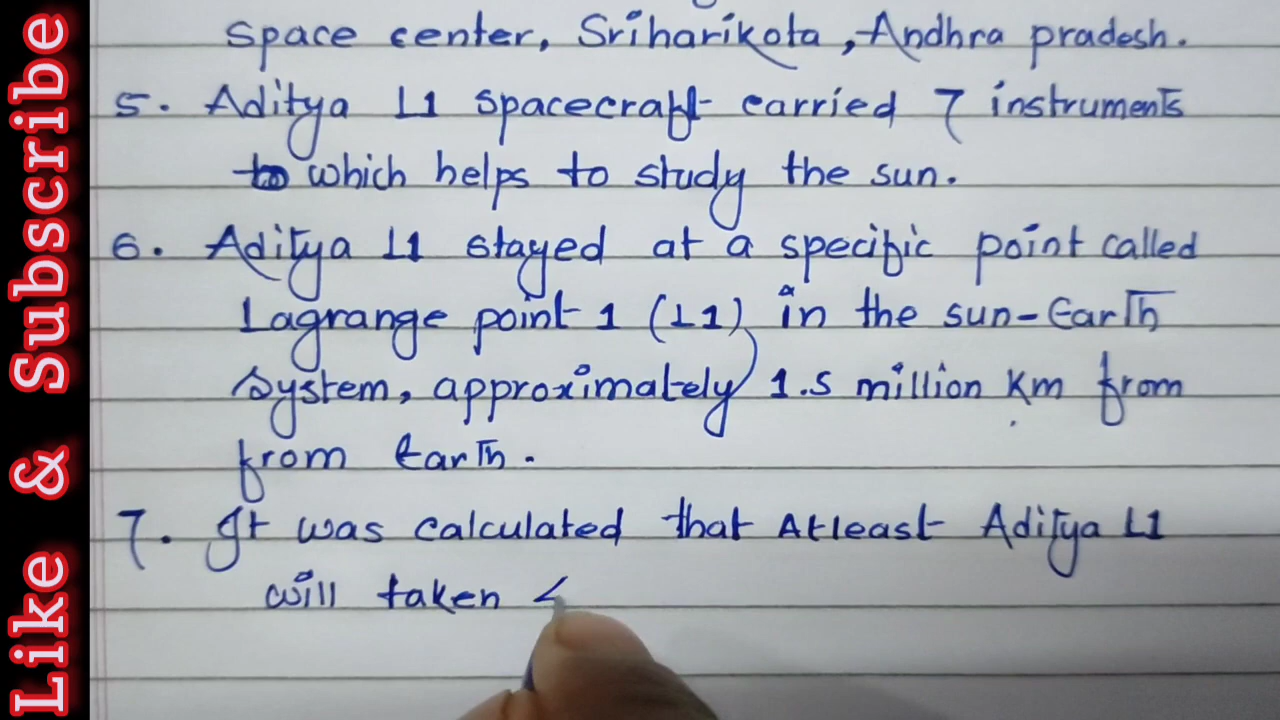 Like & Subscribe
space center, Sriharikota, Andhra pradesh.
5. Aditya L1 spacecraft carried 7 instruments
to which helps to study the sun.
6. Aditya L1 stayed at a specific point called
Lagrange point 1 (L1) in the sun-Earth
system, approximately 1.5 million Km from
from Earth.
7. It was calculated that Atleast Aditya L1
will taken